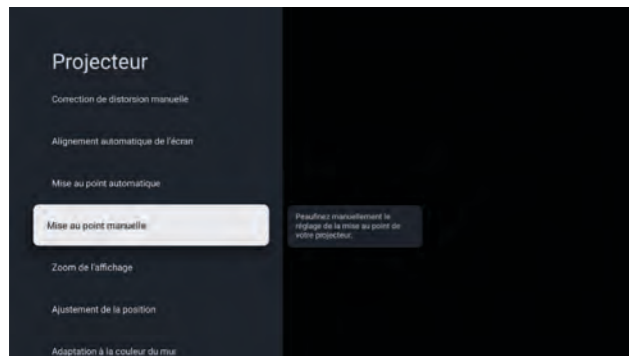 Projecteur
Correction de distorsion manuelle
Alignement automatique de l'écran
Mise au point automatique
Mise au point manuelle
Peaufinez manuellement le
réglage de la mise au point de
votre projecteur.
Zoom de l'affichage
Ajustement de la position
Adaptation à la couleur du mur